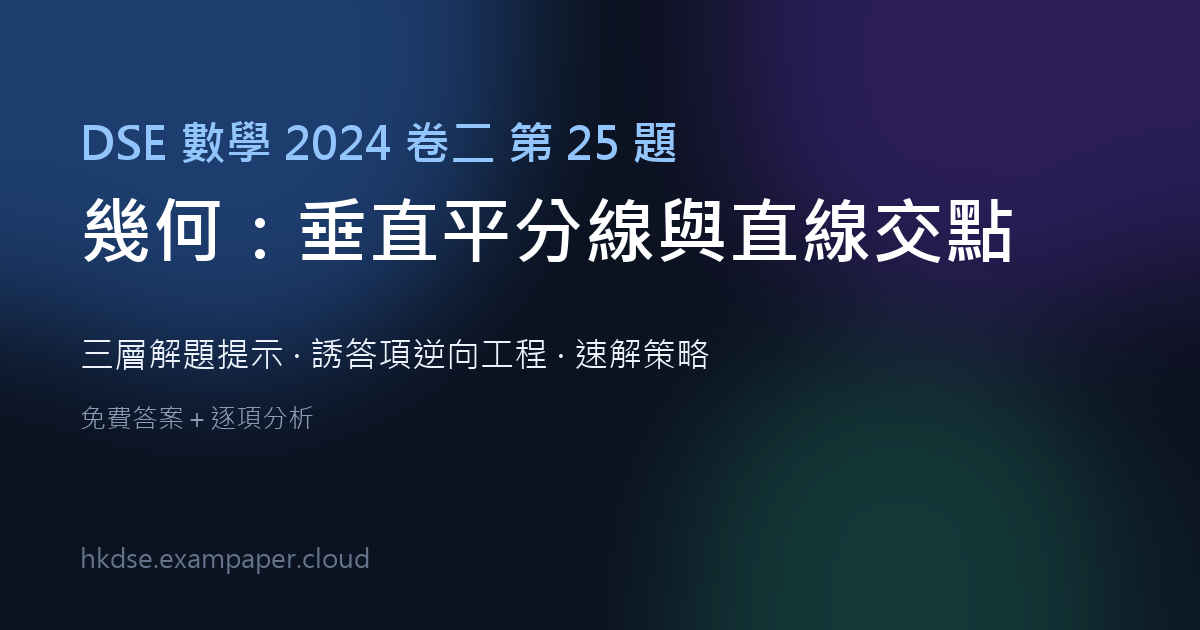 DSE 數學 2024 卷二 第 25 題
幾何：垂直平分線與直線交點
三層解題提示 · 誘答項逆向工程 · 速解策略
免費答案 + 逐項分析
hkdse.exampaper.cloud